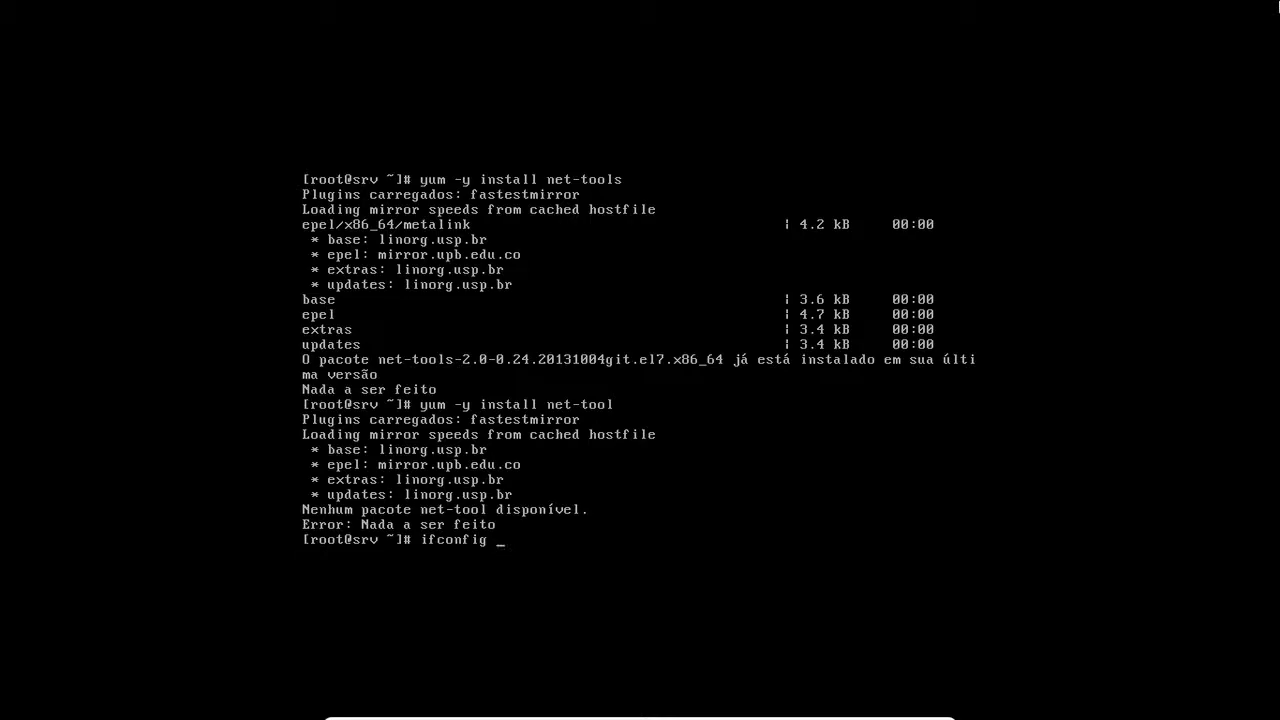 [root@srv ~]# yum -y install net-tools
Plugins carregados: fastestmirror
Loading mirror speeds from cached hostfile
epel/x86_64/metalink | 4.2 kB 00:00
* base: linorg.usp.br
* epel: mirror.upb.edu.co
* extras: linorg.usp.br
* updates: linorg.usp.br
base | 3.6 kB 00:00
epel | 4.7 kB 00:00
extras | 3.4 kB 00:00
updates | 3.4 kB 00:00
O pacote net-tools-2.0-0.24.20131004git.el7.x86_64 já está instalado em sua últi
ma versão
Nada a ser feito
[root@srv ~]# yum -y install net-tool
Plugins carregados: fastestmirror
Loading mirror speeds from cached hostfile
* base: linorg.usp.br
* epel: mirror.upb.edu.co
* extras: linorg.usp.br
* updates: linorg.usp.br
Nenhum pacote net-tool disponível.
Error: Nada a ser feito
[root@srv ~]# ifconfig _